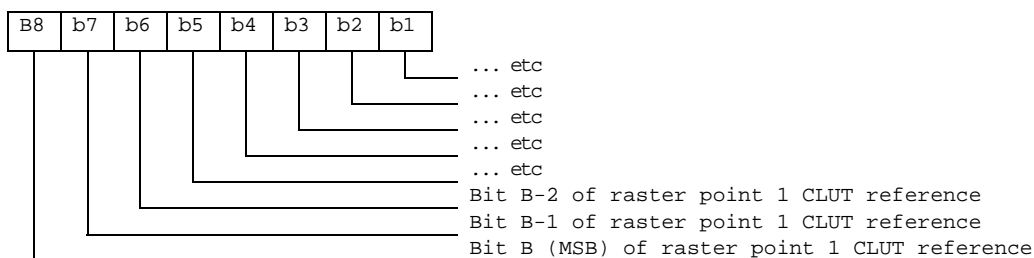 B8 b7 b6 b5 b4 b3 b2 b1
... etc
... etc
... etc
... etc
... etc
Bit B-2 of raster point 1 CLUT reference
Bit B-1 of raster point 1 CLUT reference
Bit B (MSB) of raster point 1 CLUT reference